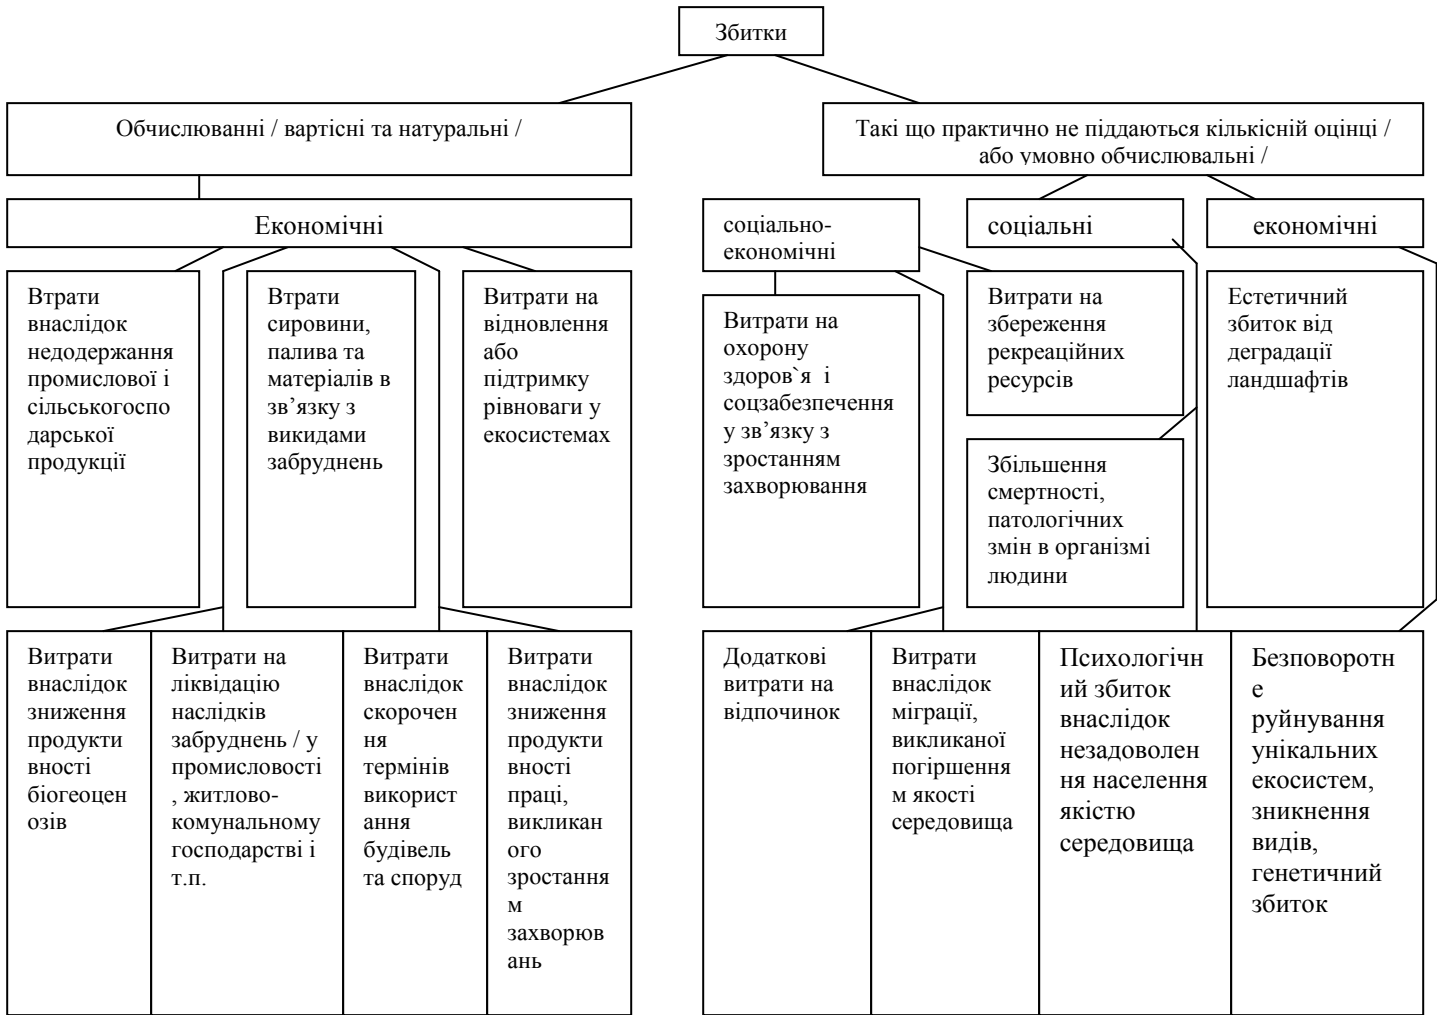 Збитки
Обчислюванні / вартісні та натуральні /
Такі що практично не піддаються кількісній оцінці /
або умовно обчислювальні /
Економічні
соціально-
економічні
соціальні
економічні
Втрати
внаслідок
недодержання
промислової і
сільськогоспо
дарської
продукції
Втрати
сировини,
палива та
матеріалів в
зв’язку з
викидами
забруднень
Витрати на
відновлення
або
підтримку
рівноваги у
екосистемах
Витрати на
охорону
здоров`я і
соцзабезпечення
у зв’язку з
зростанням
захворювання
Витрати на
збереження
рекреаційних
ресурсів
Збільшення
смертності,
патологічних
змін в організмі
людини
Естетичний
збиток від
деградації
ландшафтів
Витрати
внаслідок
зниження
продукти
вності
біогеоцен
озів
Витрати на
ліквідацію
наслідків
забруднень / у
промисловості
, житлово-
комунальному
господарстві і
т.п.
Витрати
внаслідок
скорочен
ня
термінів
використ
ання
будівель
та споруд
Витрати
внаслідок
зниження
продукти
вності
праці,
викликан
ого
зростання
м
захворюв
ань
Додаткові
витрати на
відпочинок
Витрати
внаслідок
міграції,
викликаної
погіршення
м якості
середовища
Психологічн
ий збиток
внаслідок
незадоволен
ня населення
якістю
середовища
Безповоротн
е
руйнування
унікальних
екосистем,
зникнення
видів,
генетичний
збиток